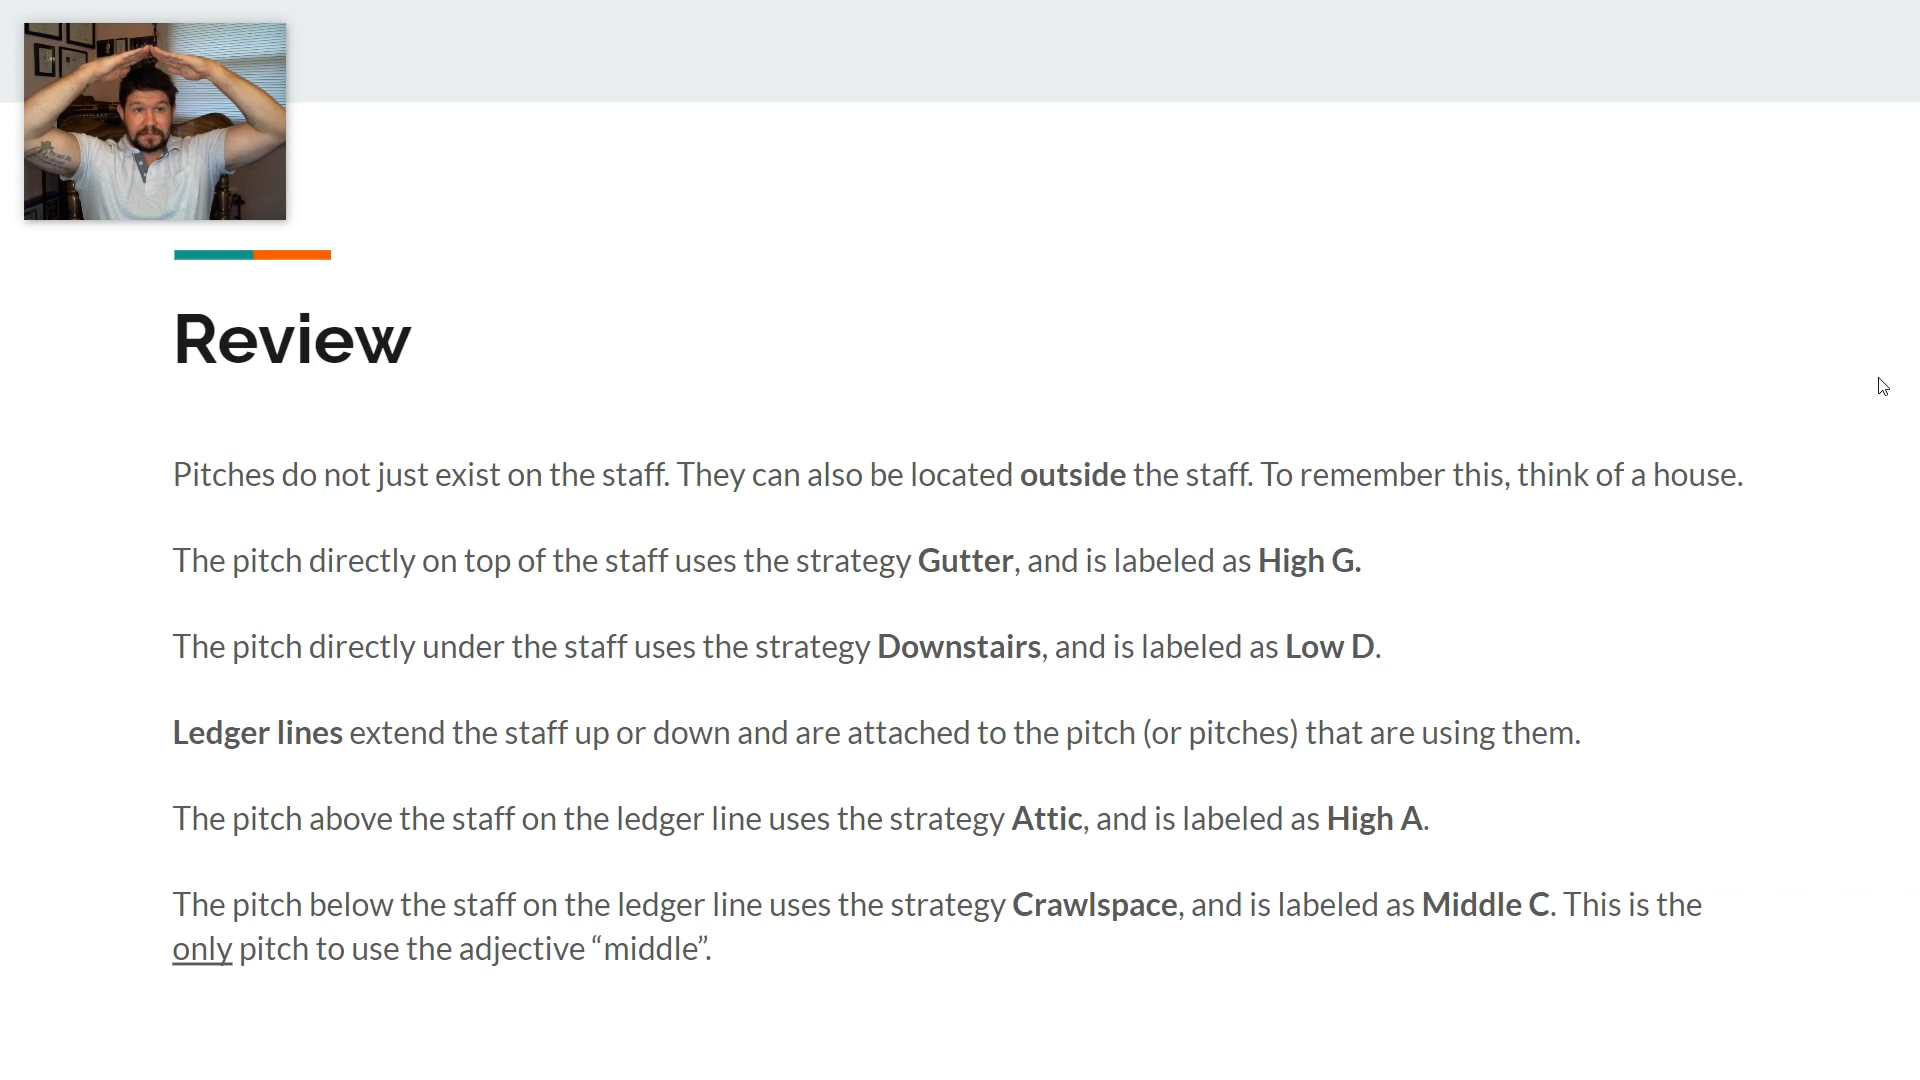 Review
Pitches do not just exist on the staff. They can also be located outside the staff. To remember this, think of a house.
The pitch directly on top of the staff uses the strategy Gutter, and is labeled as High G.
The pitch directly under the staff uses the strategy Downstairs, and is labeled as Low D.
Ledger lines extend the staff up or down and are attached to the pitch (or pitches) that are using them.
The pitch above the staff on the ledger line uses the strategy Attic, and is labeled as High A.
The pitch below the staff on the ledger line uses the strategy Crawlspace, and is labeled as Middle C. This is the
only pitch to use the adjective “middle”.